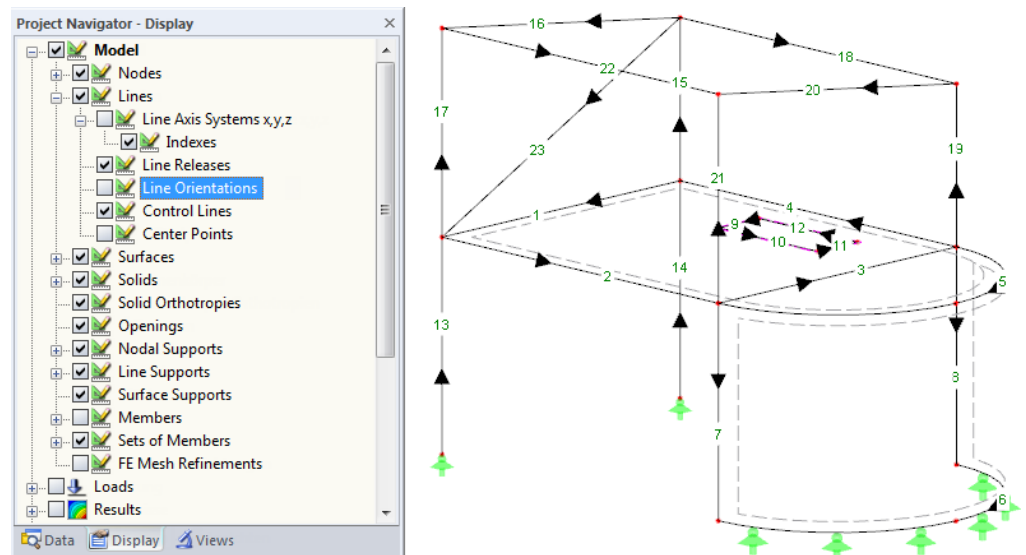 Project Navigator - Display
Model
Nodes
Lines
Line Axis Systems x,y,z
Indexes
Line Releases
Line Orientations
Control Lines
Center Points
Surfaces
Solids
Solid Orthotropies
Openings
Nodal Supports
Line Supports
Surface Supports
Members
Sets of Members
FE Mesh Refinements
Loads
Results
Data Display Views
16
18
22
15
20
17
23
19
21
1
4
9
12
10
11
3
14
2
5
13
7
8
6